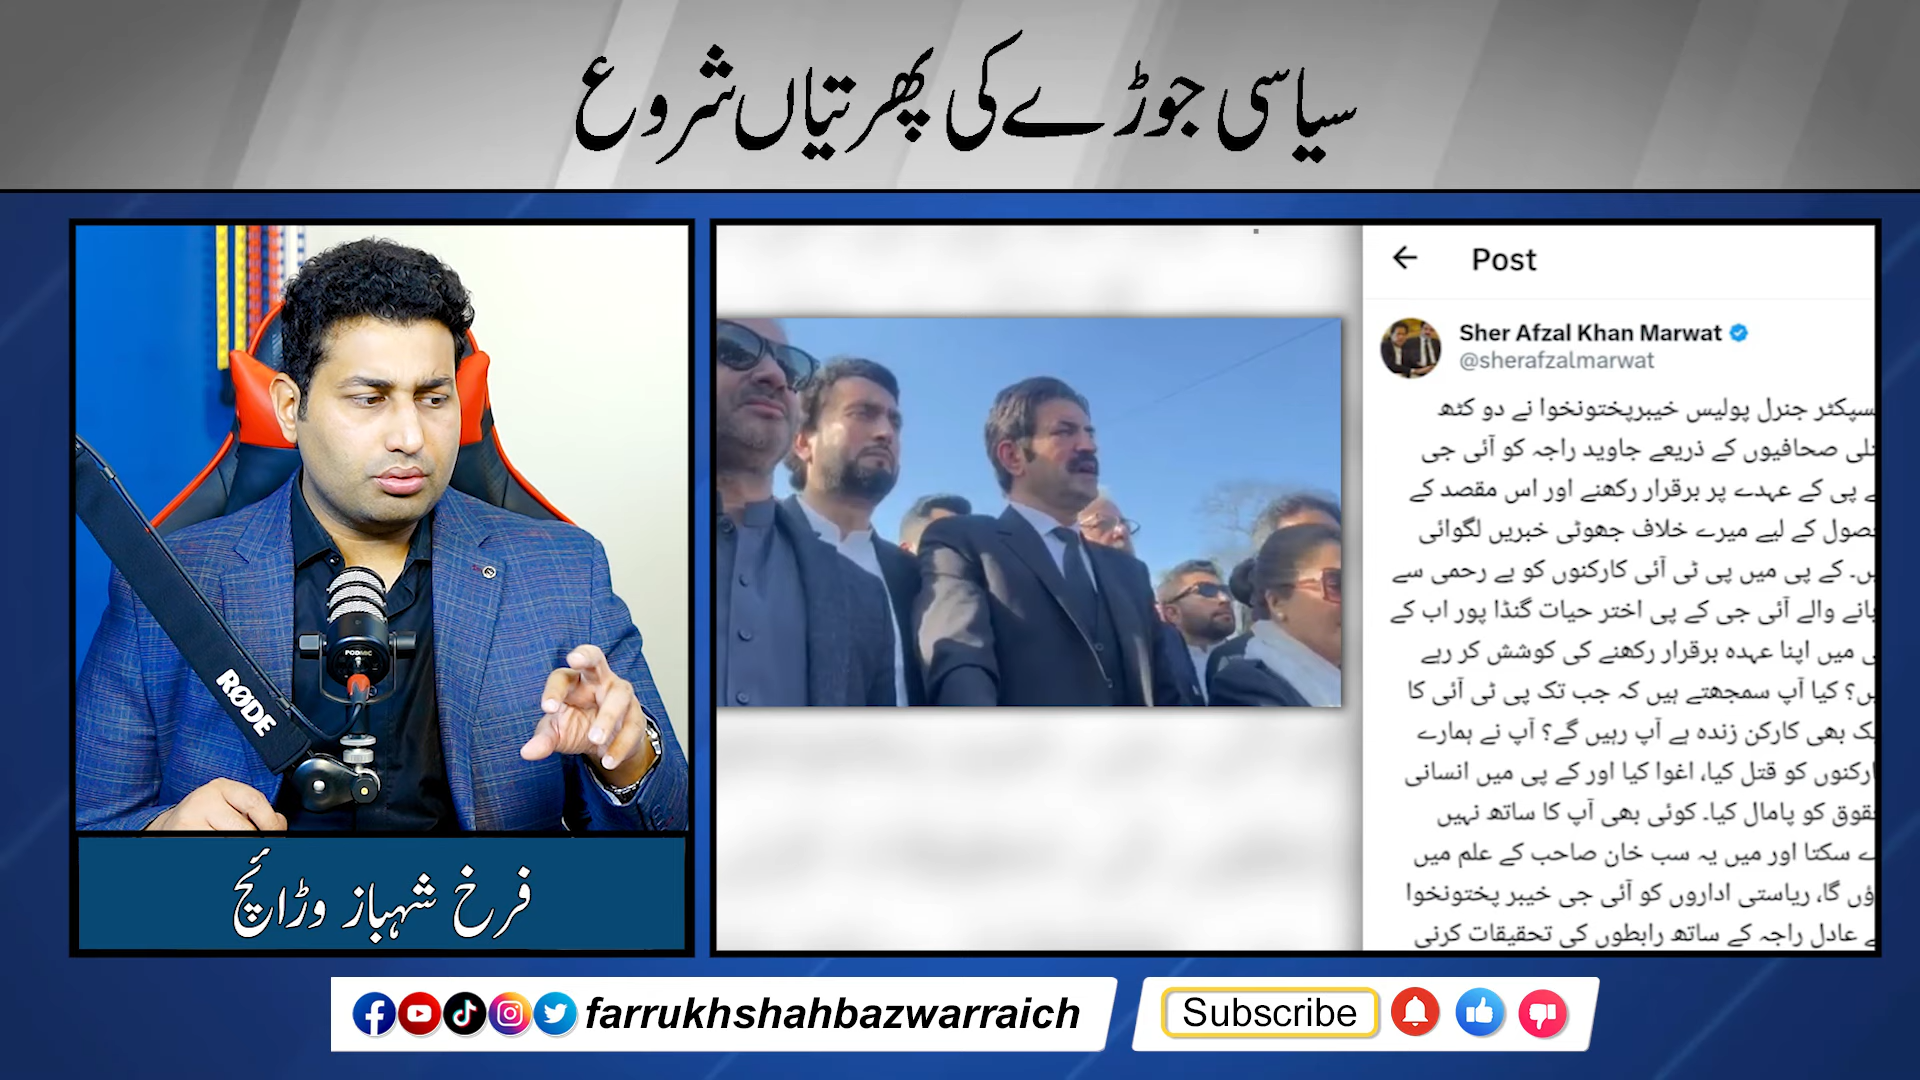 سیاسی جوڑے کی پھرتیاں شروع
RØDE
PODMIC
فرخ شہباز وڑائچ
Post
Sher Afzal Khan Marwat
@sherafzalmarwat
سپکٹر جنرل پولیس خیبرپختونخوا نے دو کٹھ
صحافیوں کے ذریعے جاوید راجہ کو آئی جی
پی کے عہدے پر برقرار رکھنے اور اس مقصد کے
صول کے لیے میرے خلاف جھوٹی خبریں لگوائی
یں۔ کے پی میں پی ٹی آئی کارکنوں کو بے رحمی سے
بانے والے آئی جی کے پی اختر حیات گنڈا پور اب کے
میں اپنا عہدہ برقرار رکھنے کی کوشش کر رہے
یں؟ کیا آپ سمجھتے ہیں کہ جب تک پی ٹی آئی کا
ک بھی کارکن زندہ ہے آپ رہیں گے؟ آپ نے ہمارے
ارکنوں کو قتل کیا، اغوا کیا اور کے پی میں انسانی
قوق کو پامال کیا۔ کوئی بھی آپ کا ساتھ نہیں
ے سکتا اور میں یہ سب خان صاحب کے علم میں
ؤں گا، ریاستی اداروں کو آئی جی خیبر پختونخوا
ے عادل راجہ کے ساتھ رابطوں کی تحقیقات کرنی
farrukhshahbazwarraich
Subscribe